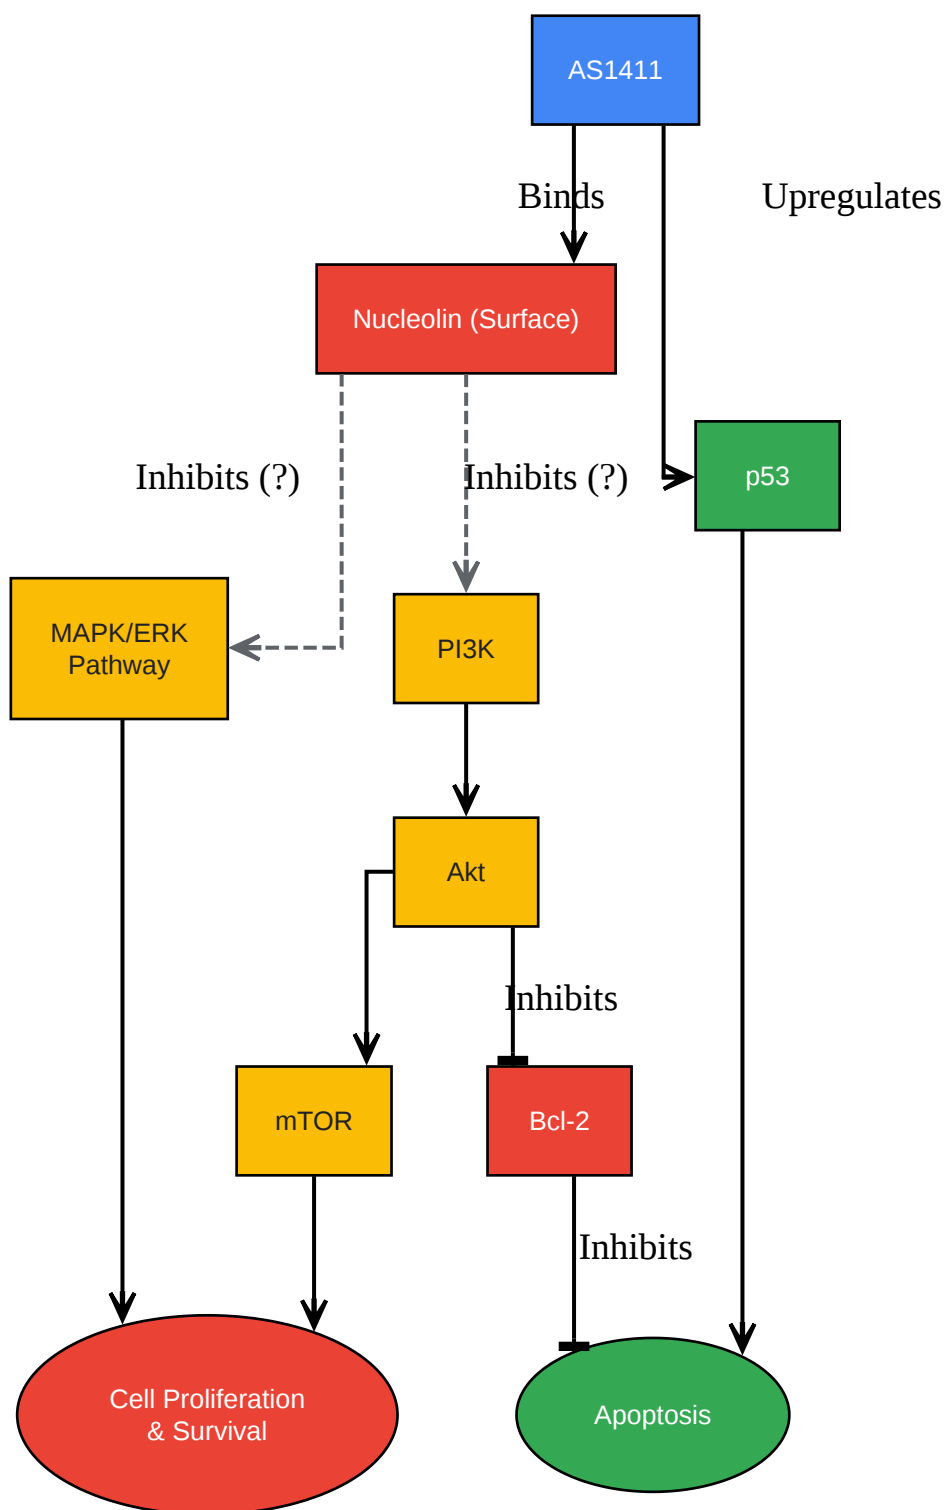 AS1411
Binds
Upregulates
Nucleolin (Surface)
Inhibits (?)
Inhibits (?)
p53
MAPK/ERK
Pathway
PI3K
Akt
Inhibits
mTOR
Bcl-2
Inhibits
Cell Proliferation
& Survival
Apoptosis